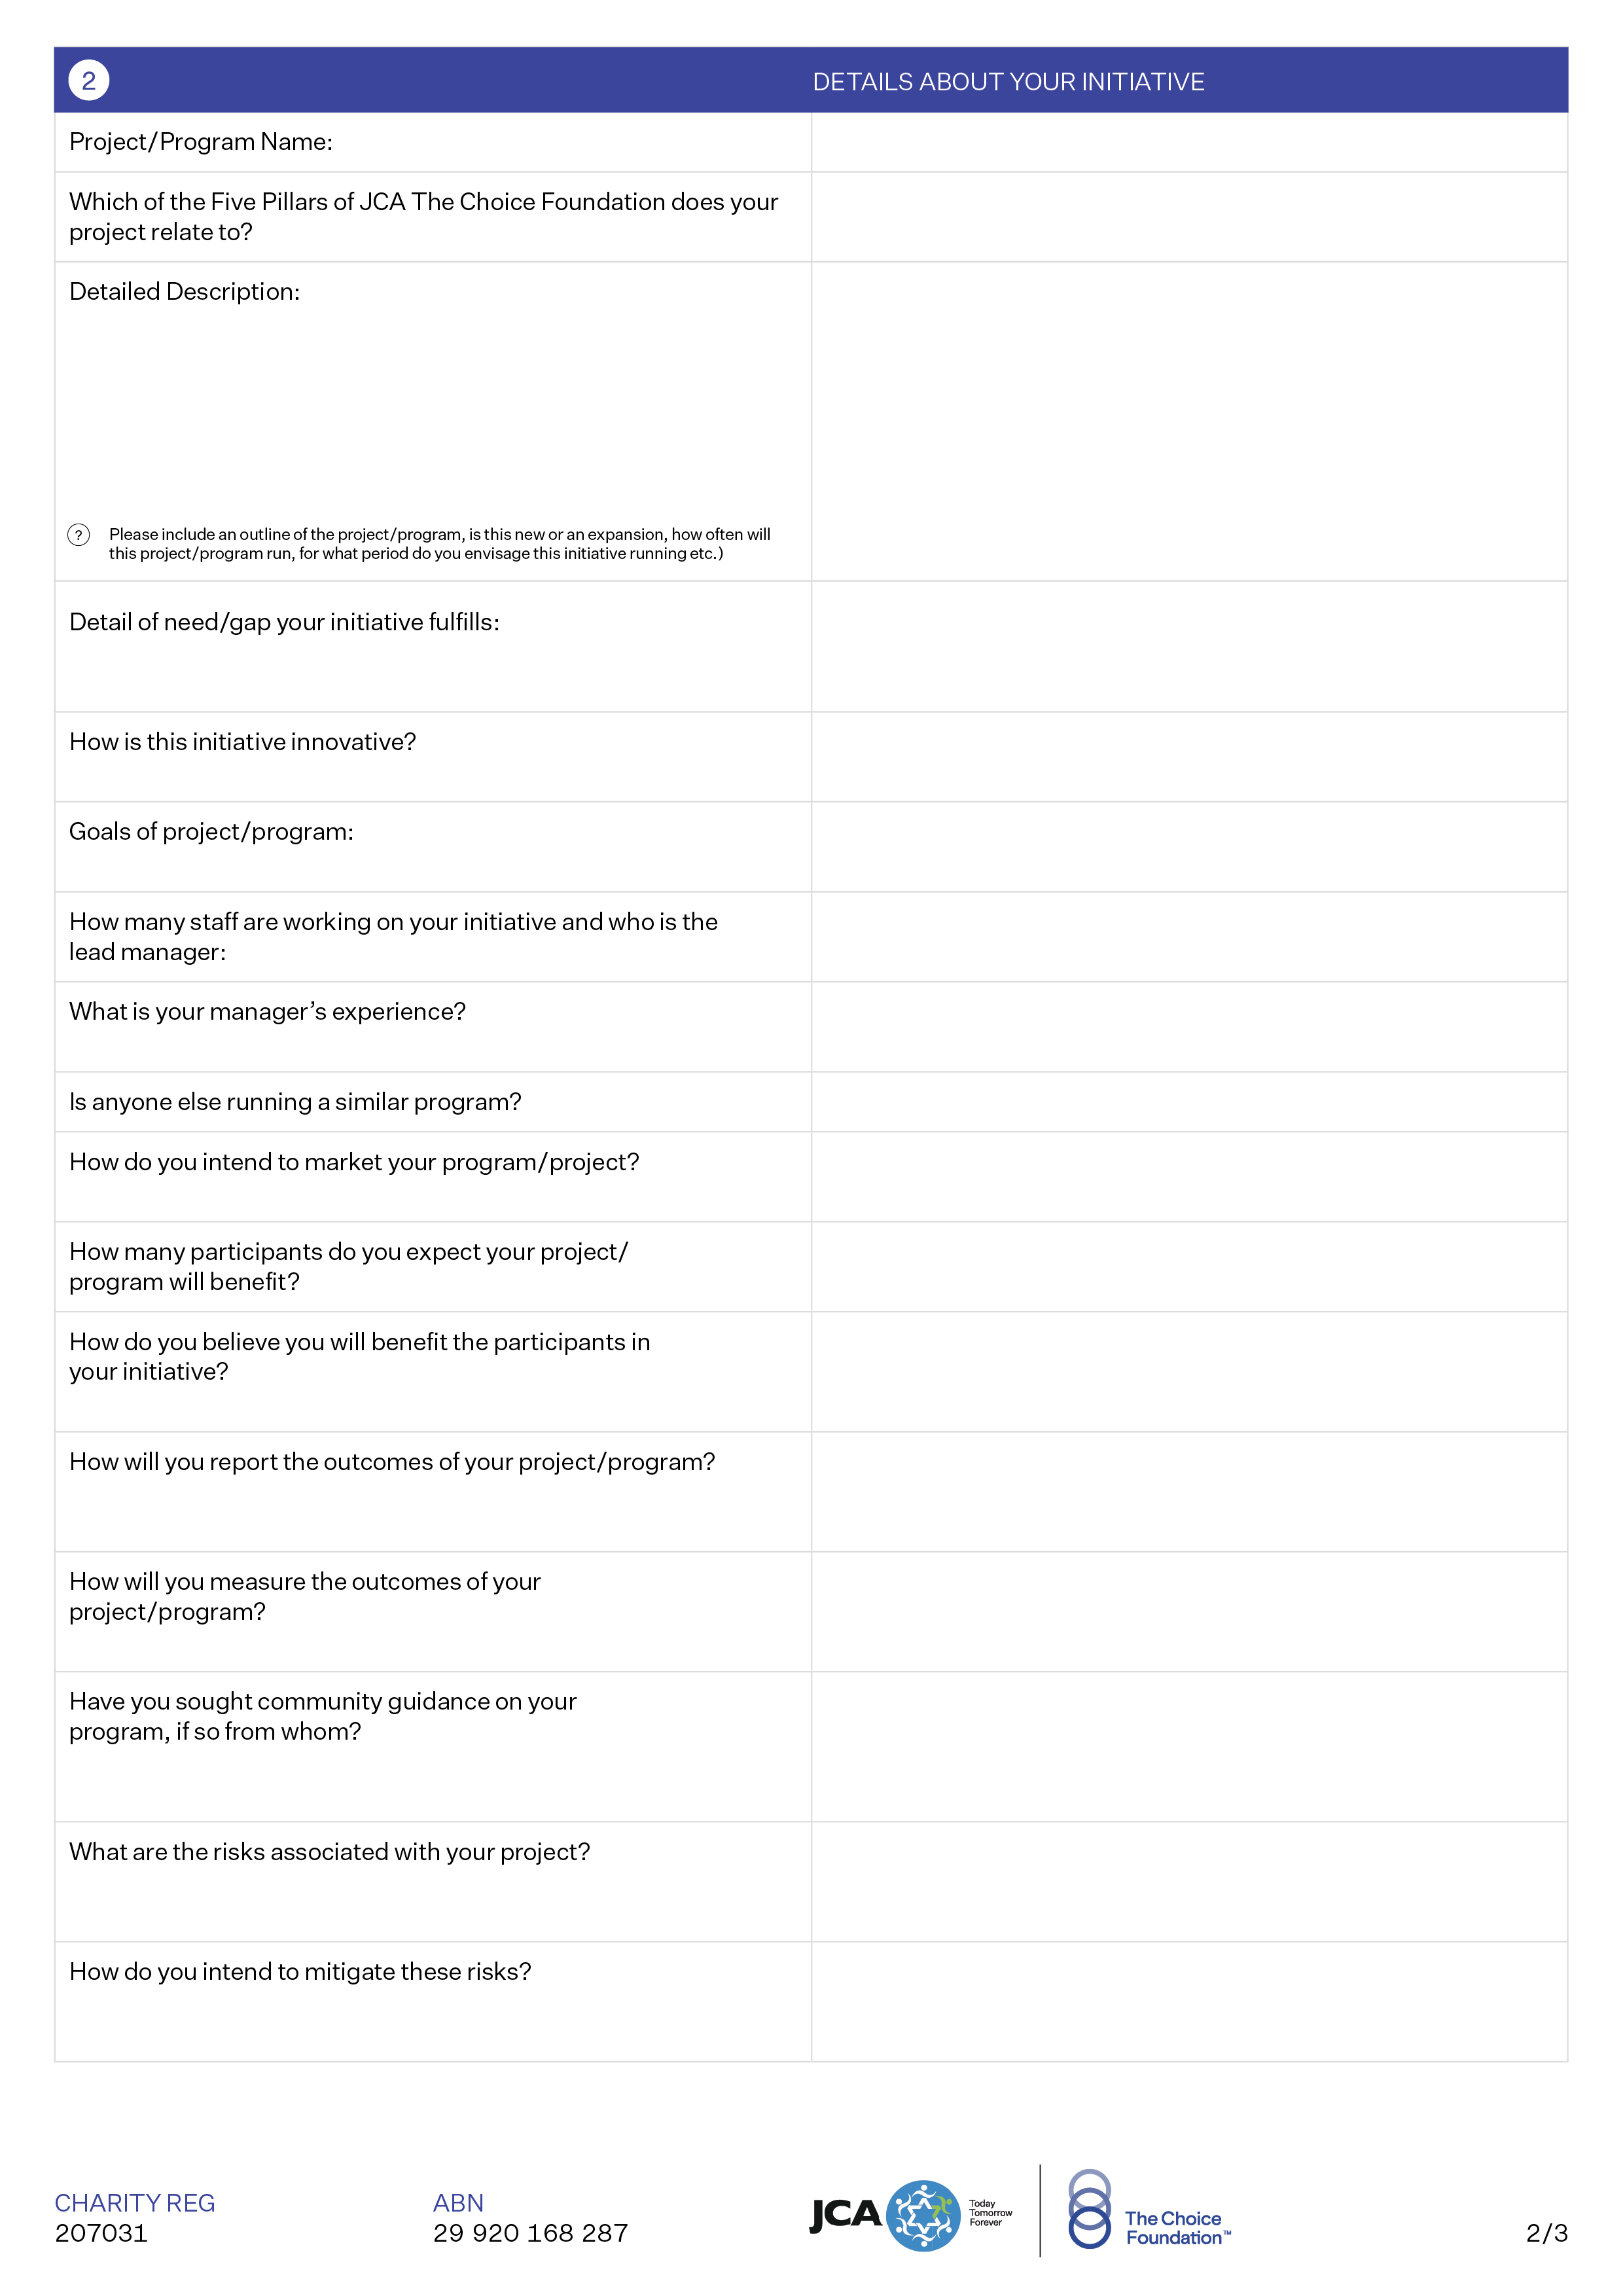 2
DETAILS ABOUT YOUR INITIATIVE
Project/Program Name:
Which of the Five Pillars of JCA The Choice Foundation does your
project relate to?
Detailed Description:
? Please include an outline of the project/program, is this new or an expansion, how often will
this project/program run, for what period do you envisage this initiative running etc.)
Detail of need/gap your initiative fulfills:
How is this initiative innovative?
Goals of project/program:
How many staff are working on your initiative and who is the
lead manager:
What is your manager’s experience?
Is anyone else running a similar program?
How do you intend to market your program/project?
How many participants do you expect your project/
program will benefit?
How do you believe you will benefit the participants in
your initiative?
How will you report the outcomes of your project/program?
How will you measure the outcomes of your
project/program?
Have you sought community guidance on your
program, if so from whom?
What are the risks associated with your project?
How do you intend to mitigate these risks?
CHARITY REG
207031
ABN
29 920 168 287
JCA
Today
Tomorrow
Forever
The Choice
Foundation™
2/3